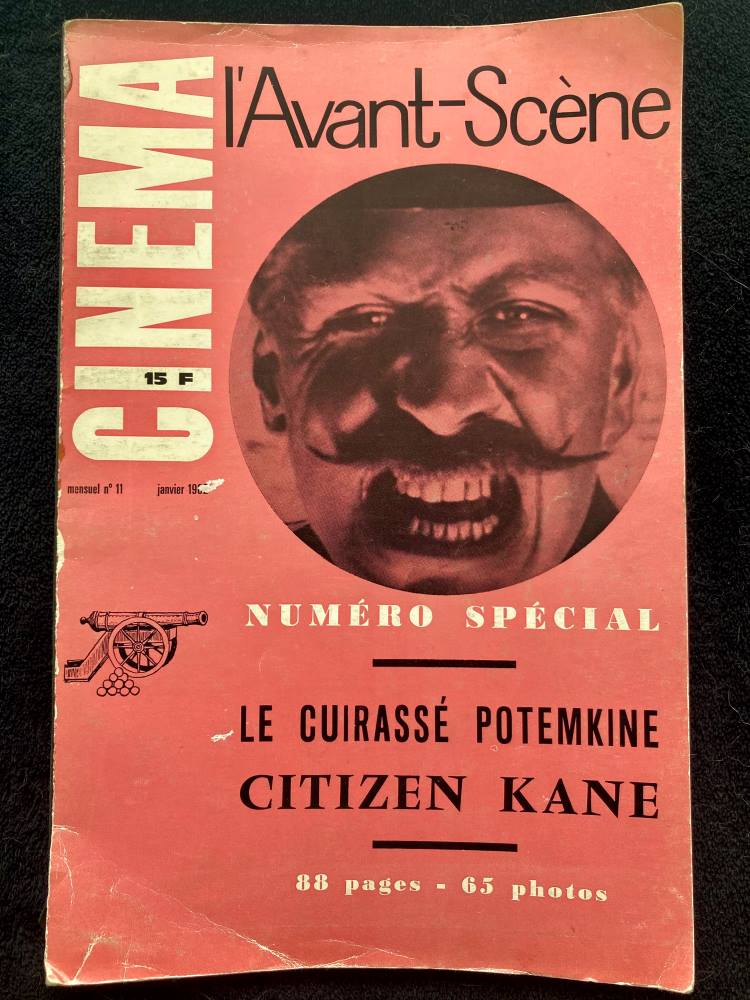 CINEMA
l'Avant-Scène
15 F
mensuel n° 11 janvier
NUMÉRO SPÉCIAL
LE CUIRASSÉ POTEMKINE
CITIZEN KANE
88 pages - 65 photos